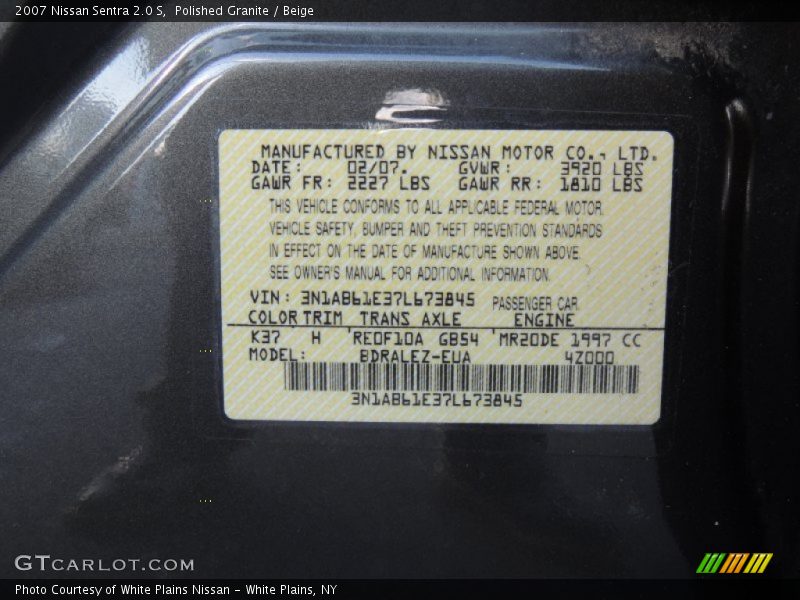 2007 Nissan Sentra 2.0 S, Polished Granite / Beige
MANUFACTURED BY NISSAN MOTOR CO., LTD.
DATE: 02/07. GVWR: 3920 LBS
GAWR FR: 2227 LBS GAWR RR: 1810 LBS
THIS VEHICLE CONFORMS TO ALL APPLICABLE FEDERAL MOTOR
VEHICLE SAFETY, BUMPER AND THEFT PREVENTION STANDARDS
IN EFFECT ON THE DATE OF MANUFACTURE SHOWN ABOVE.
SEE OWNER'S MANUAL FOR ADDITIONAL INFORMATION.
VIN: 3N1AB61E37L673845 PASSENGER CAR
COLOR TRIM TRANS AXLE ENGINE
K37 H 'RE0F10A GB54 'MR20DE 1997 CC
MODEL: BDRALEZ-EUA 4Z000
3N1AB61E37L673845
GTCARLOT.COM
Photo Courtesy of White Plains Nissan - White Plains, NY